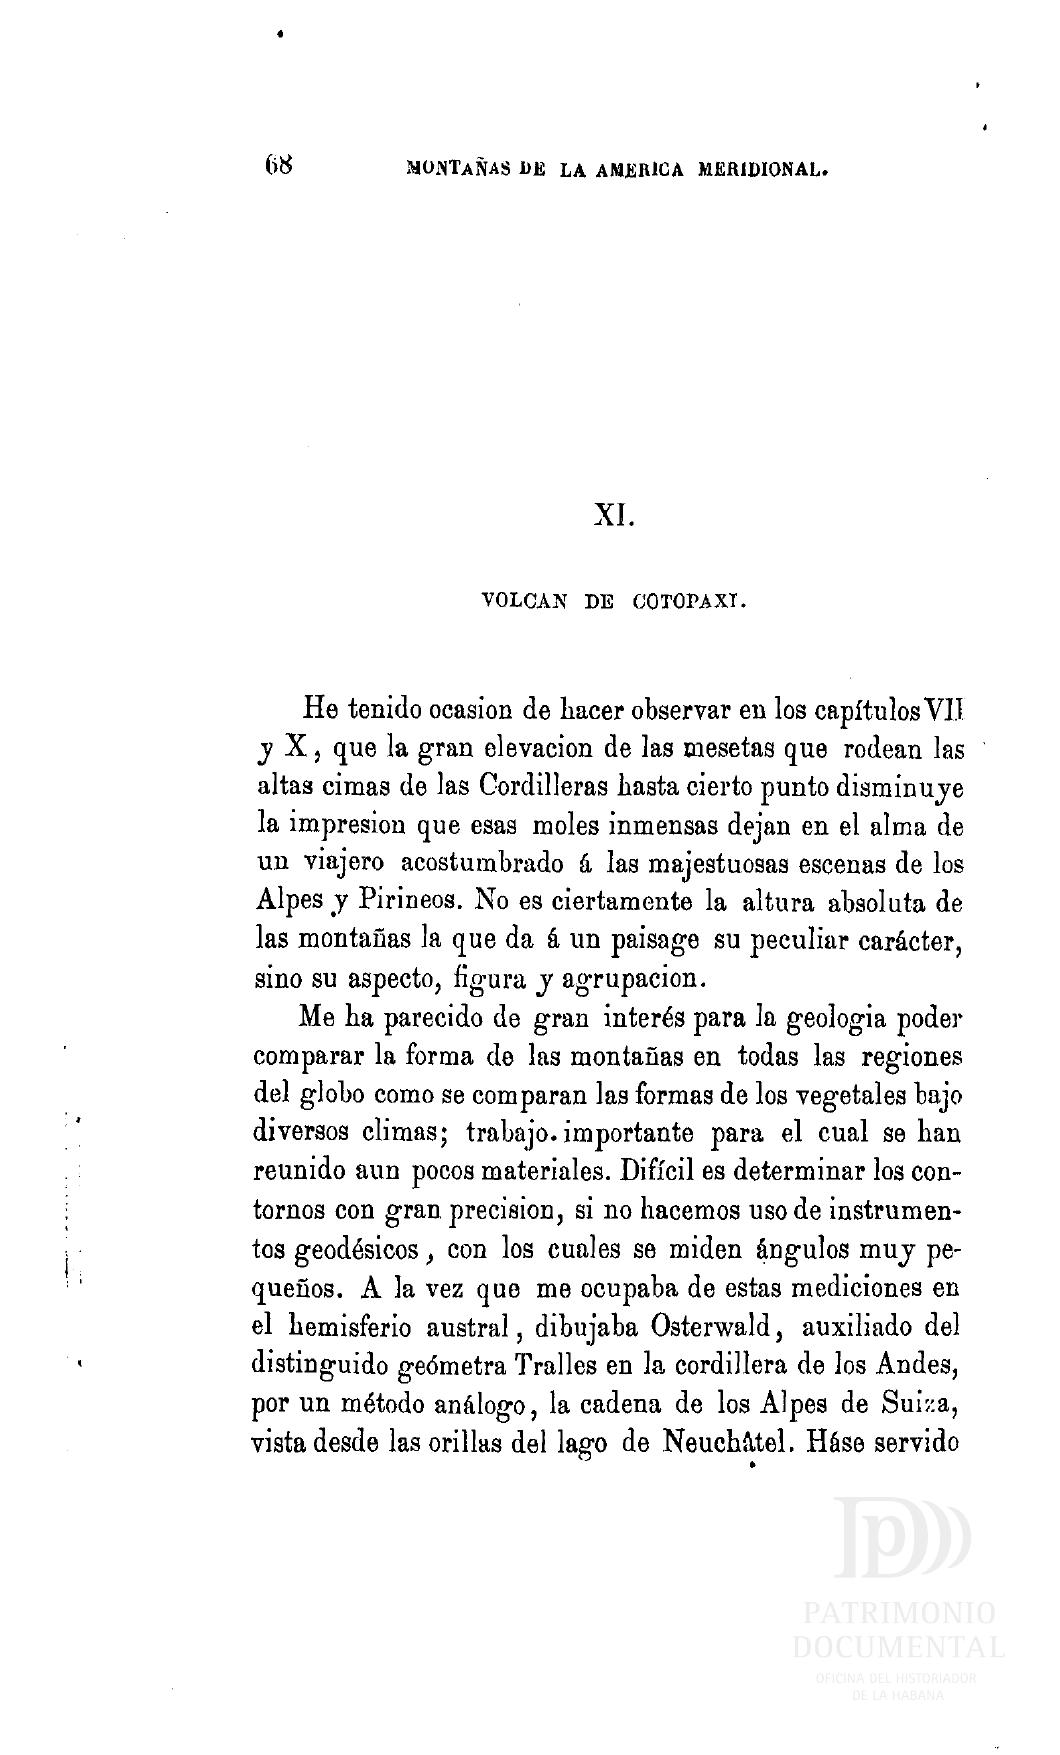 68 MONTAÑAS DE LA AMERICA MERIDIONAL.
XI.
VOLCAN DE COTOPAXI.
He tenido ocasion de hacer observar en los capítulos VII
y X, que la gran elevacion de las mesetas que rodean las
altas cimas de las Cordilleras hasta cierto punto disminuye
la impresion que esas moles inmensas dejan en el alma de
un viajero acostumbrado á las majestuosas escenas de los
Alpes y Pirineos. No es ciertamente la altura absoluta de
las montañas la que da á un paisage su peculiar carácter,
sino su aspecto, figura y agrupacion.
Me ha parecido de gran interés para la geologia poder
comparar la forma de las montañas en todas las regiones
del globo como se comparan las formas de los vegetales bajo
diversos climas; trabajo importante para el cual se han
reunido aun pocos materiales. Difícil es determinar los con-
tornos con gran precision, si no hacemos uso de instrumen-
tos geodésicos, con los cuales se miden ángulos muy pe-
queños. A la vez que me ocupaba de estas mediciones en
el hemisferio austral, dibujaba Osterwald, auxiliado del
distinguido geómetra Tralles en la cordillera de los Andes,
por un método análogo, la cadena de los Alpes de Suiza,
vista desde las orillas del lago de Neuchâtel. Háse servido
PATRIMONIO
DOCUMENTAL
OFICINA DEL HISTORIADOR
DE LA HABANA